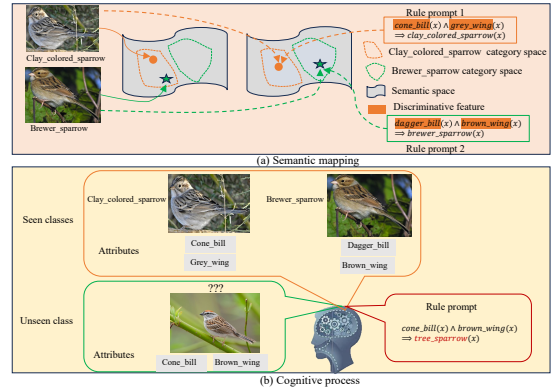 Rule prompt 1
cone_bill(x) ∧ grey_wing(x)
⟹ clay_colored_sparrow(x)
Clay_colored_sparrow
Clay_colored_sparrow category space
Brewer_sparrow category space
Semantic space
Discriminative feature
Brewer_sparrow
dagger_bill(x) ∧ brown_wing(x)
⟹ brewer_sparrow(x)
Rule prompt 2
(a) Semantic mapping
Seen classes
Clay_colored_sparrow
Brewer_sparrow
Attributes
Cone_bill
Grey_wing
Dagger_bill
Brown_wing
Unseen class
???
Attributes
Cone_bill
Brown_wing
Rule prompt
cone_bill(x) ∧ brown_wing(x)
⟹ tree_sparrow(x)
(b) Cognitive process